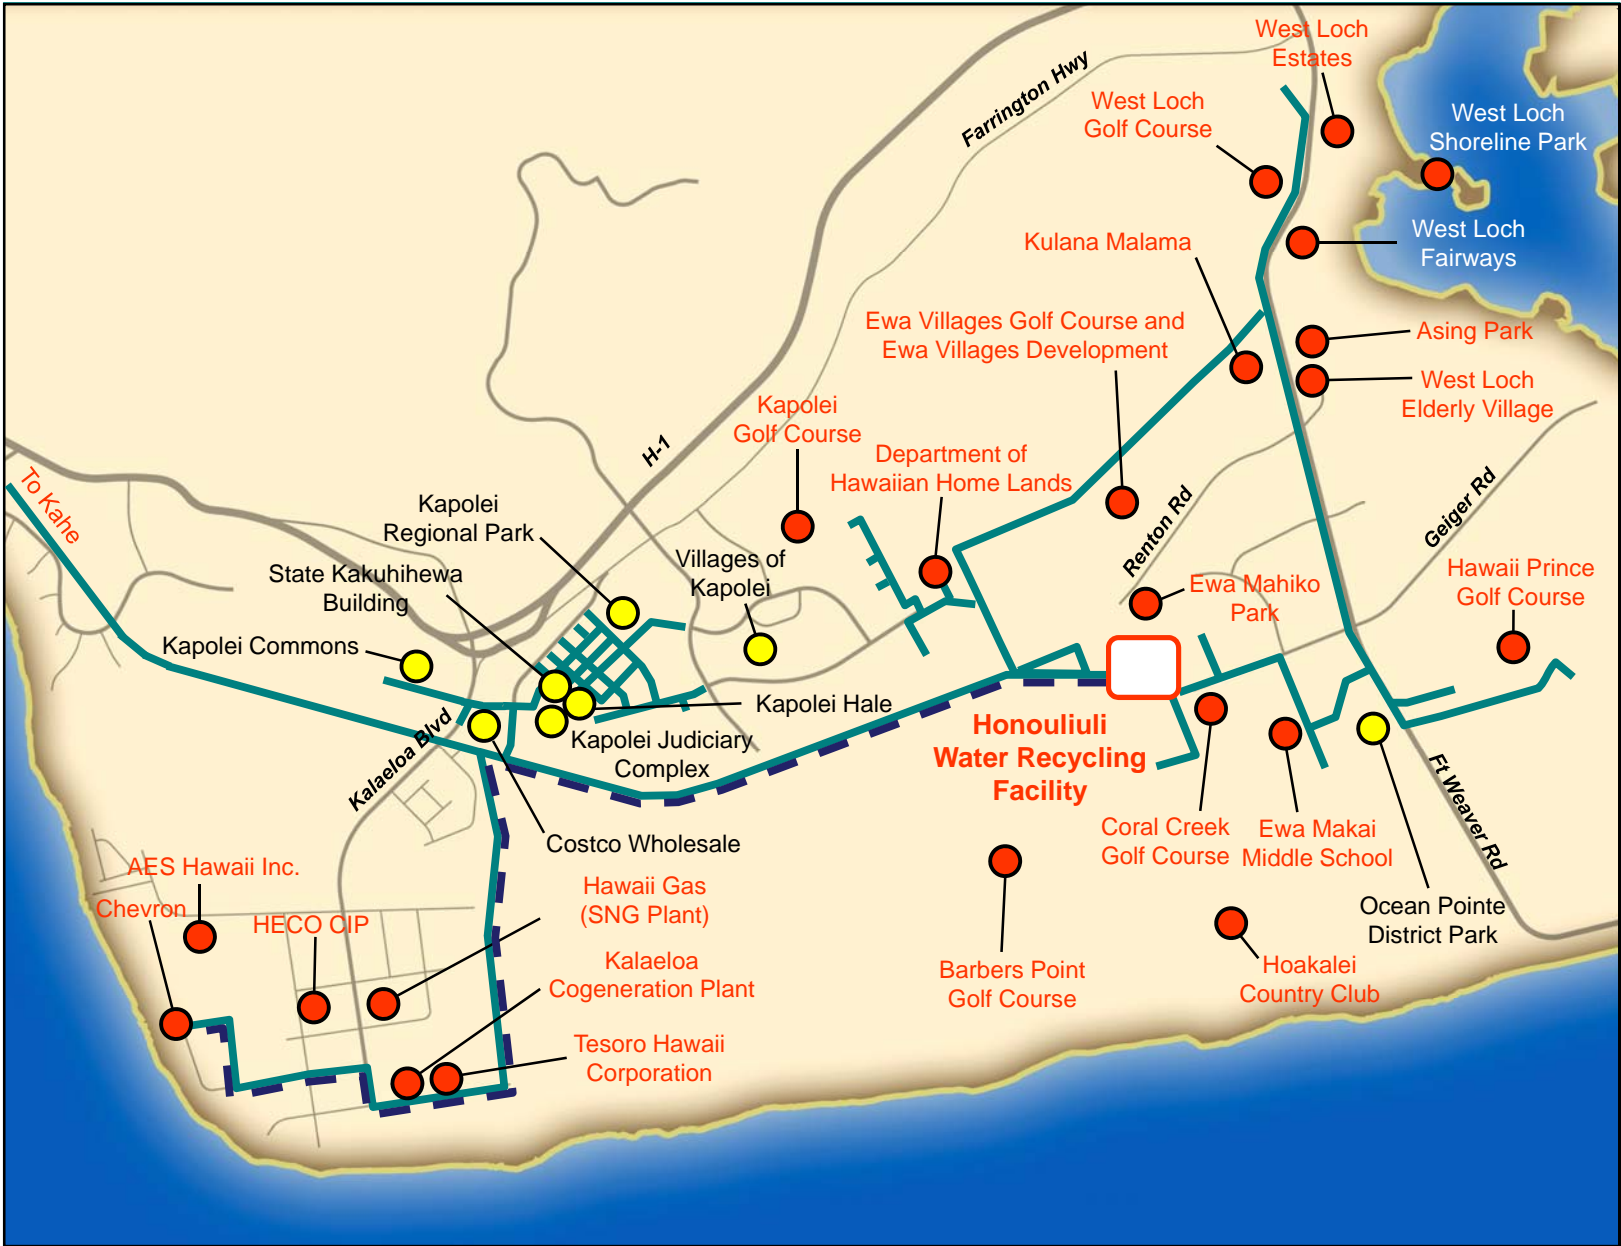 West Loch
Estates
Farrington Hwy
West Loch
Golf Course
West Loch
Shoreline Park
Kulana Malama
West Loch
Fairways
Ewa Villages Golf Course and
Ewa Villages Development
Asing Park
West Loch
Elderly Village
Kapolei
Golf Course
H-1
Department of
Hawaiian Home Lands
To Kahe
Kapolei
Regional Park
Renton Rd
Geiger Rd
Villages of
Kapolei
State Kakuhihewa
Building
Ewa Mahiko
Park
Hawaii Prince
Golf Course
Kapolei Commons
Kapolei Hale
Kalaeloa Blvd
Kapolei Judiciary
Complex
Honouliuli
Water Recycling
Facility
Ft Weaver Rd
Costco Wholesale
Coral Creek
Golf Course
Ewa Makai
Middle School
AES Hawaii Inc.
Chevron
HECO CIP
Hawaii Gas
(SNG Plant)
Ocean Pointe
District Park
Kalaeloa
Cogeneration Plant
Barbers Point
Golf Course
Hoakalei
Country Club
Tesoro Hawaii
Corporation